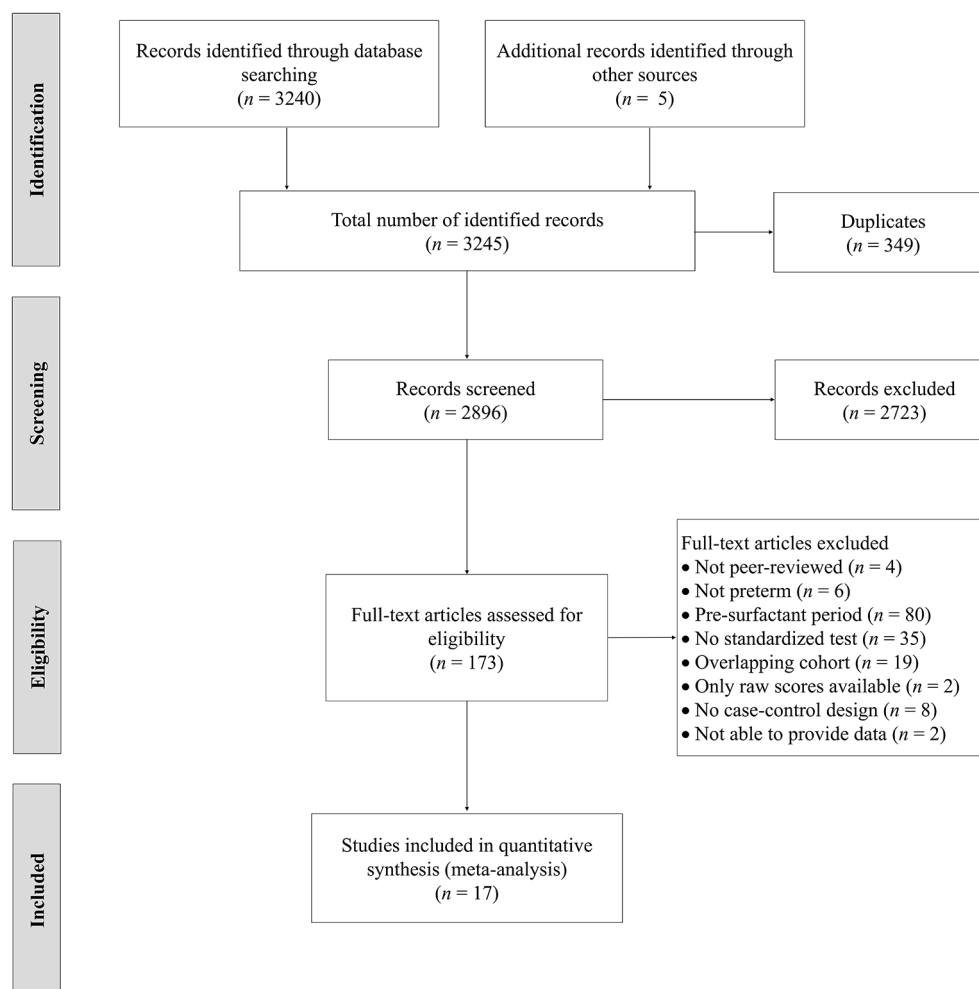 Identification
Records identified through database
searching
(n = 3240)
Additional records identified through
other sources
(n = 5)
Total number of identified records
(n = 3245)
Duplicates
(n = 349)
Screening
Records screened
(n = 2896)
Records excluded
(n = 2723)
Eligibility
Full-text articles assessed for
eligibility
(n = 173)
Full-text articles excluded
● Not peer-reviewed (n = 4)
● Not preterm (n = 6)
● Pre-surfactant period (n = 80)
● No standardized test (n = 35)
● Overlapping cohort (n = 19)
● Only raw scores available (n = 2)
● No case-control design (n = 8)
● Not able to provide data (n = 2)
Included
Studies included in quantitative
synthesis (meta-analysis)
(n = 17)